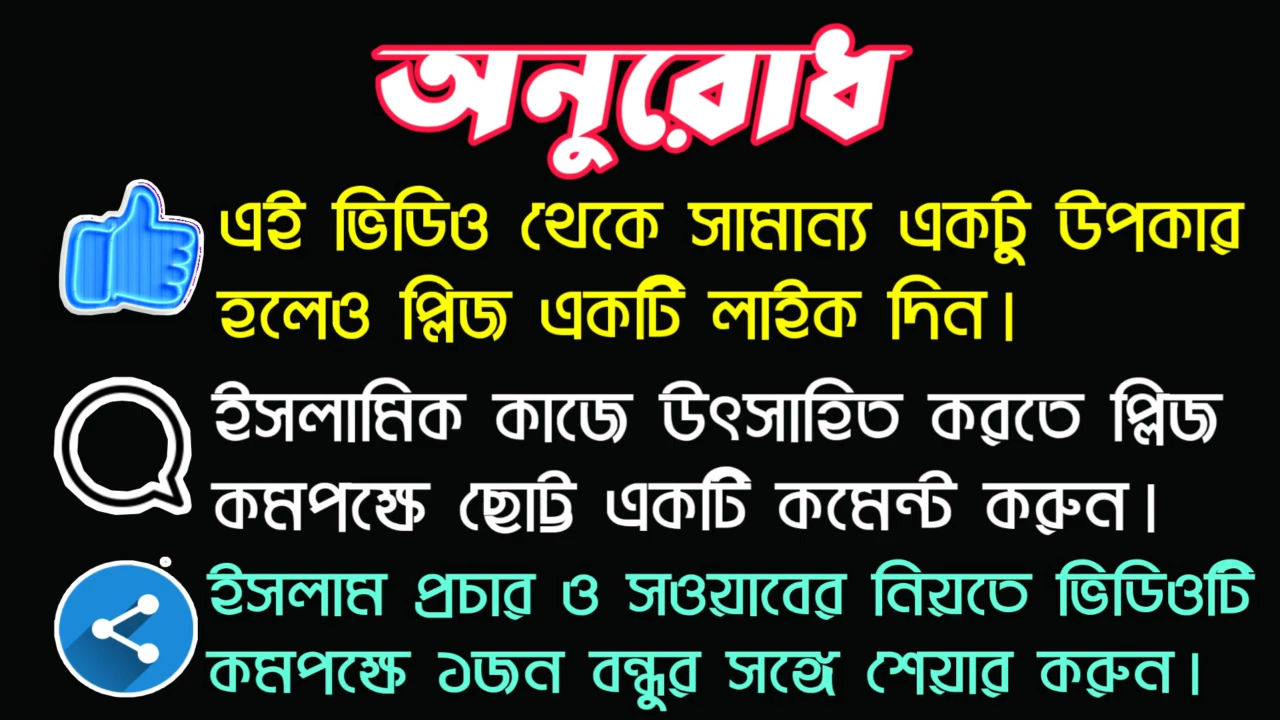 অনুরোধ
এই ভিডিও থেকে সামান্য একটু উপকার
হলেও প্লিজ একটি লাইক দিন।
ইসলামিক কাজে উৎসাহিত করতে প্লিজ
কমপক্ষে ছোট্ট একটি কমেন্ট করুন।
ইসলাম প্রচার ও সওয়াবের নিয়তে ভিডিওটি
কমপক্ষে ১জন বন্ধুর সঙ্গে শেয়ার করুন।